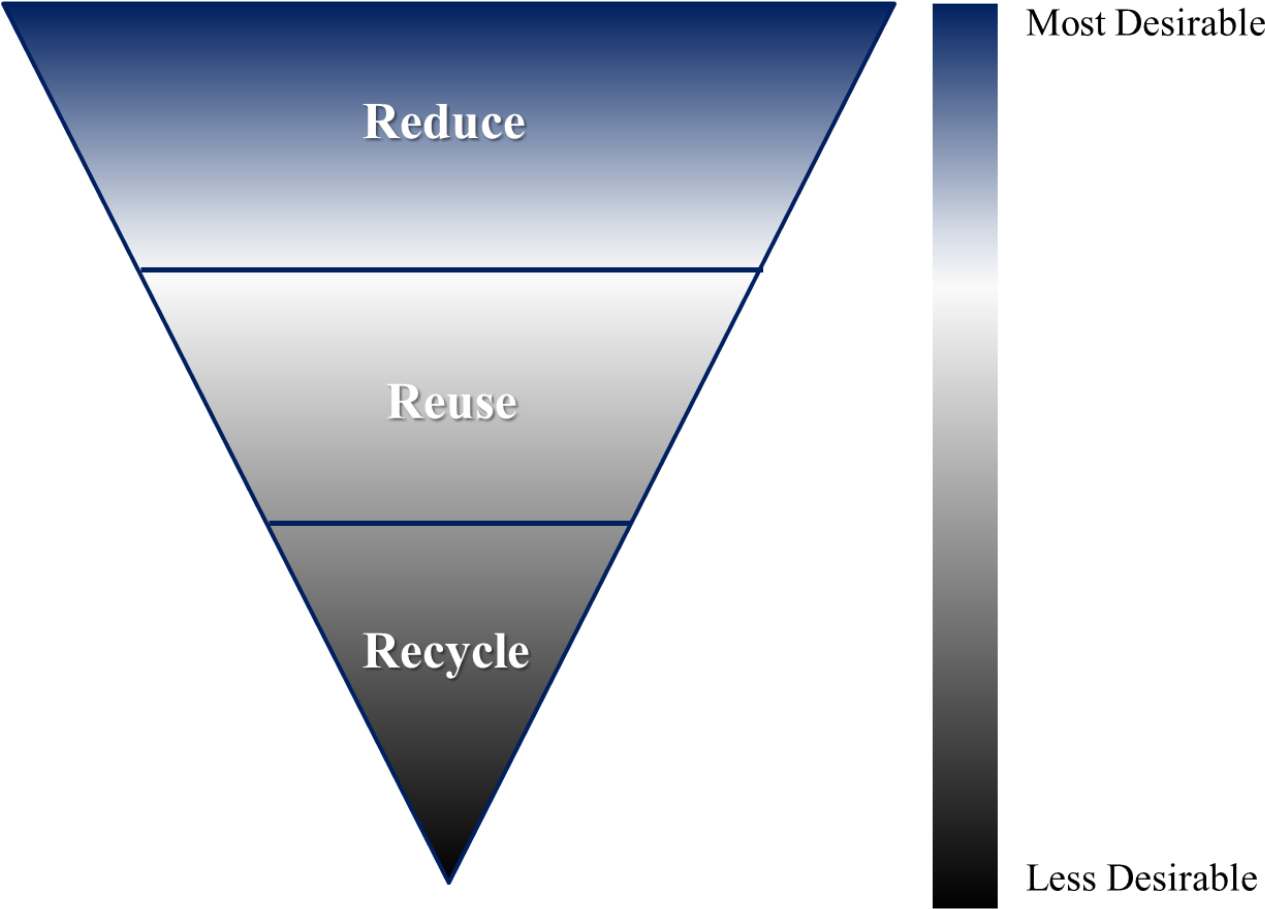 Most Desirable
Reduce
Reuse
Recycle
Less Desirable